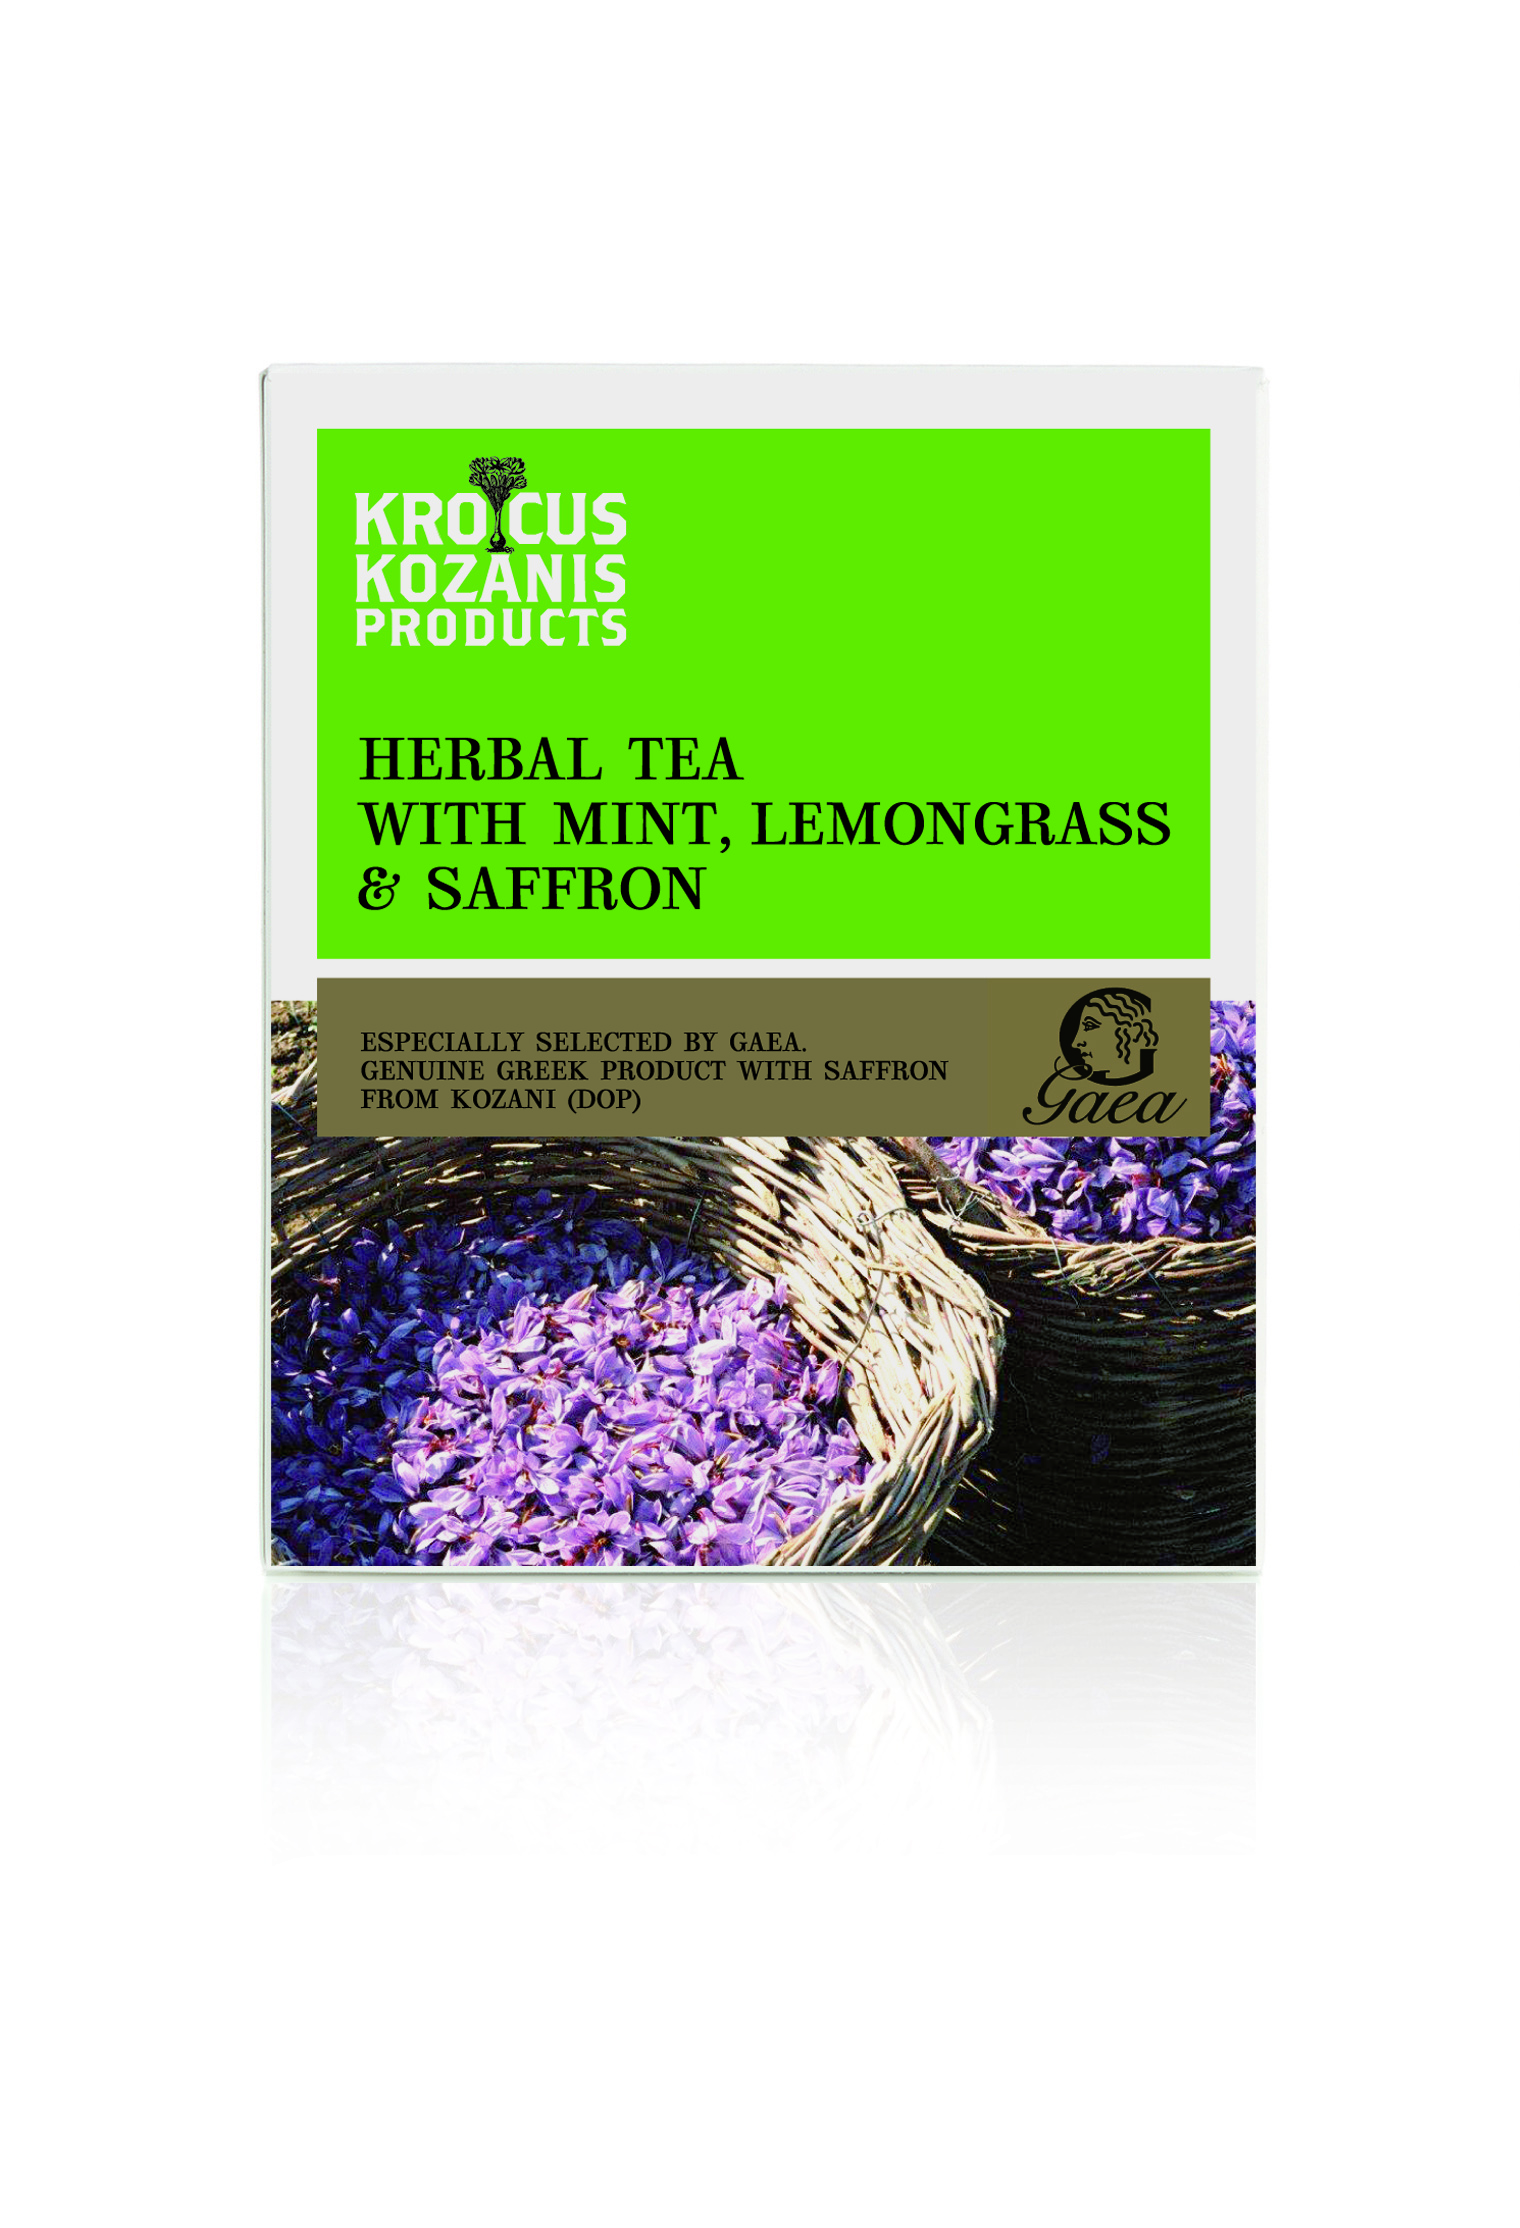 KROCUS
KOZANIS
PRODUCTS
HERBAL TEA
WITH MINT, LEMONGRASS
& SAFFRON
ESPECIALLY SELECTED BY GAEA.
GENUINE GREEK PRODUCT WITH SAFFRON
FROM KOZANI (DOP)
Gaea